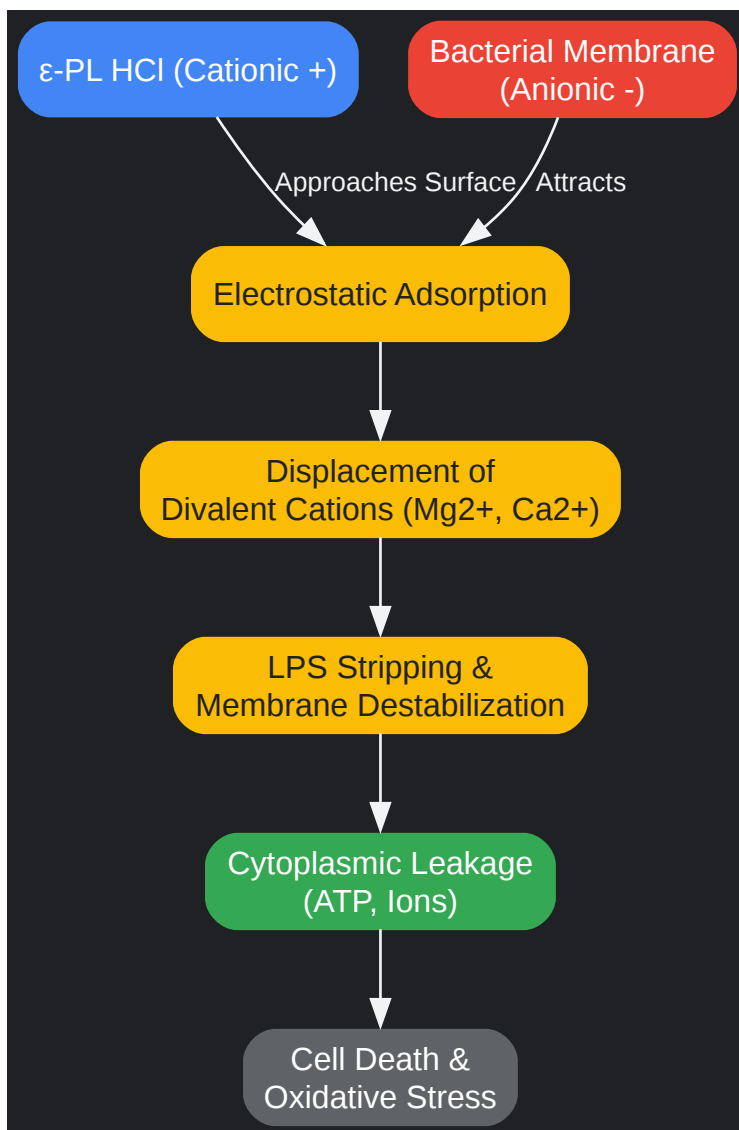 ε-PL HCl (Cationic +)
Bacterial Membrane
(Anionic -)
Approaches Surface
Attracts
Electrostatic Adsorption
Displacement of
Divalent Cations (Mg2+, Ca2+)
LPS Stripping &
Membrane Destabilization
Cytoplasmic Leakage
(ATP, Ions)
Cell Death &
Oxidative Stress